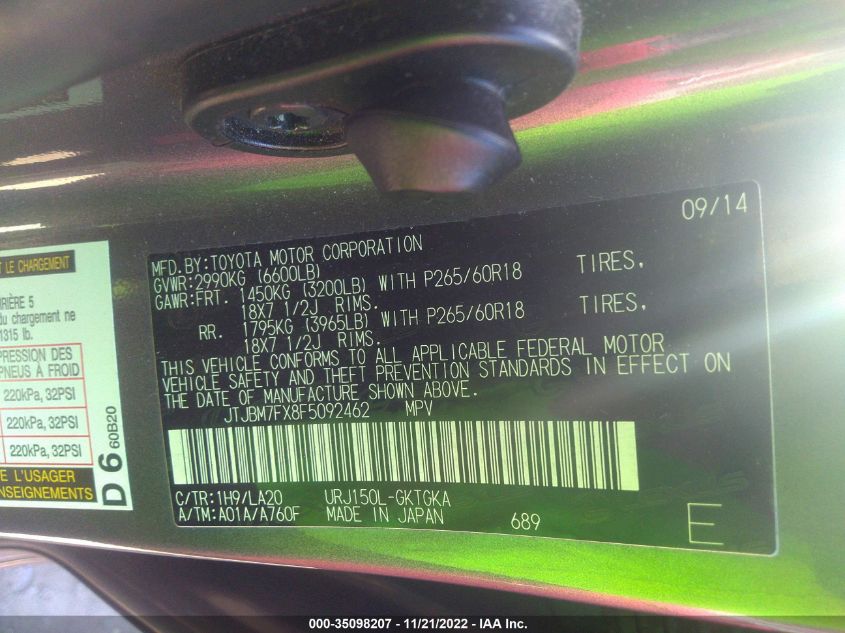 09/14
MFD.BY:TOYOTA MOTOR CORPORATION
GVWR:2990KG (6600LB)
GAWR:FRT. 1450KG (3200LB) WITH P265/60R18 TIRES,
18X7 1/2J RIMS.
RR. 1795KG (3965LB) WITH P265/60R18 TIRES,
18X7 1/2J RIMS.
THIS VEHICLE CONFORMS TO ALL APPLICABLE FEDERAL MOTOR
VEHICLE SAFETY AND THEFT PREVENTION STANDARDS IN EFFECT ON
THE DATE OF MANUFACTURE SHOWN ABOVE.
JTJBM7FX8F5092462 MPV
C/TR:1H9/LA20 URJ150L-GKTGKA
A/TM:A01A/A760F MADE IN JAPAN 689 E
T LE CHARGEMENT
RIÈRE 5
du chargement ne
1315 lb.
PRESSION DES
PNEUS À FROID
220kPa, 32PSI
220kPa, 32PSI
220kPa, 32PSI
E L'USAGER
ENSEIGNEMENTS
D 6 60B20
000-35098207 - 11/21/2022 - IAA Inc.